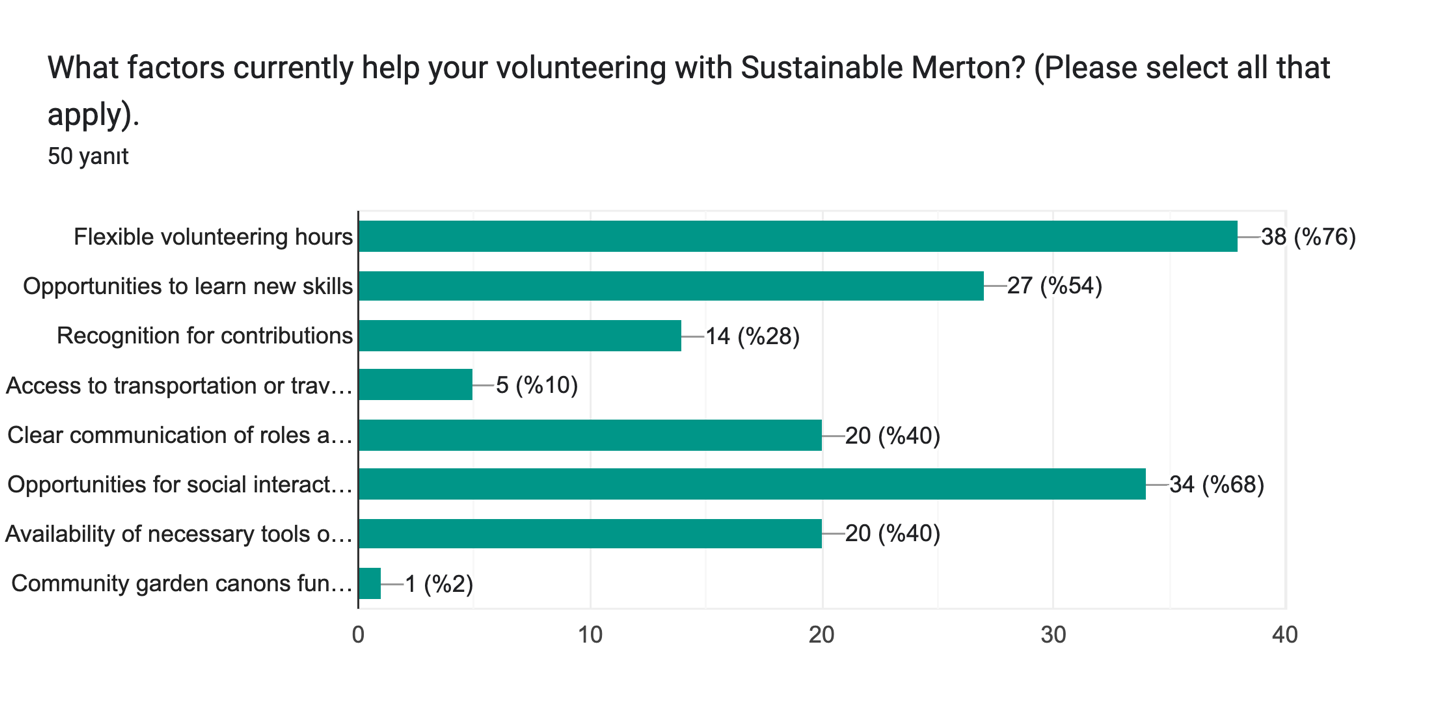 What factors currently help your volunteering with Sustainable Merton? (Please select all that
apply).
50 yanıt
Flexible volunteering hours 38 (%76)
Opportunities to learn new skills 27 (%54)
Recognition for contributions 14 (%28)
Access to transportation or trav... 5 (%10)
Clear communication of roles a... 20 (%40)
Opportunities for social interact... 34 (%68)
Availability of necessary tools o... 20 (%40)
Community garden canons fun... 1 (%2)
0 10 20 30 40